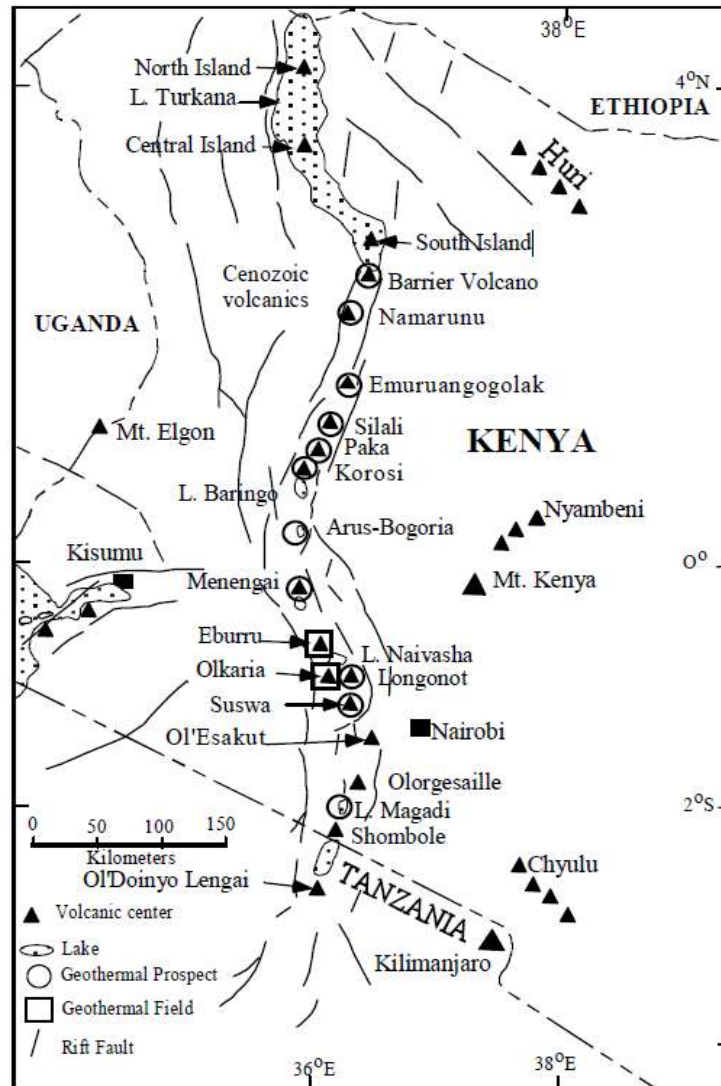 38°E
4°N
North Island
L. Turkana
ETHIOPIA
Central Island
Huri
South Island
Cenozoic
volcanics
Barrier Volcano
UGANDA
Namarunu
Emuruangogolak
Mt. Elgon
Silali
KENYA
Paka
Korosi
L. Baringo
Nyambeni
Arus-Bogoria
Kisumu
0°
Menengai
Mt. Kenya
Eburru
L. Naivasha
Olkaria
Longonot
Suswa
Nairobi
Ol'Esakut
Olorgesaille
2°S
L. Magadi
0 50 100 150
Shombole
Kilometers
Chyulu
Ol'Doinyo Lengai
TANZANIA
Volcanic center
Lake
Kilimanjaro
Geothermal Prospect
Geothermal Field
Rift Fault
36°E
38°E